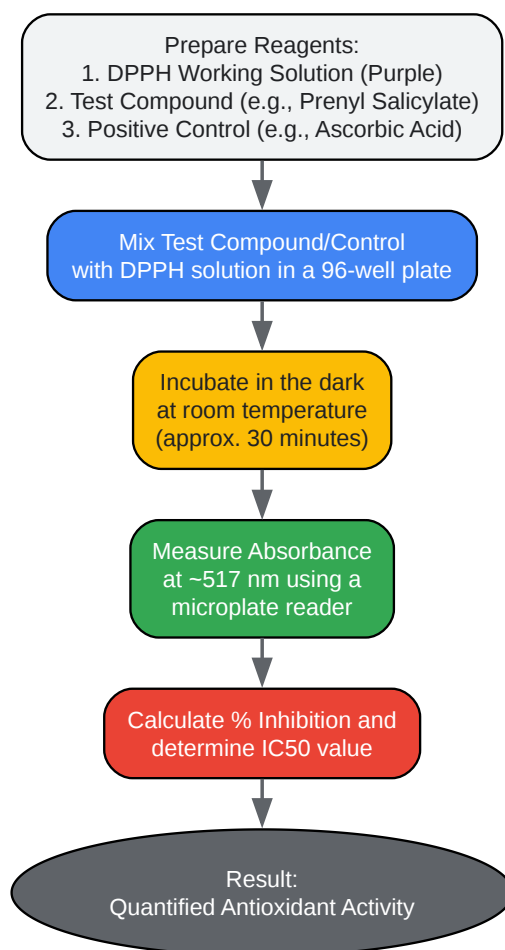 Prepare Reagents:
1. DPPH Working Solution (Purple)
2. Test Compound (e.g., Prenyl Salicylate)
3. Positive Control (e.g., Ascorbic Acid)
Mix Test Compound/Control
with DPPH solution in a 96-well plate
Incubate in the dark
at room temperature
(approx. 30 minutes)
Measure Absorbance
at ~517 nm using a
microplate reader
Calculate % Inhibition and
determine IC50 value
Result:
Quantified Antioxidant Activity